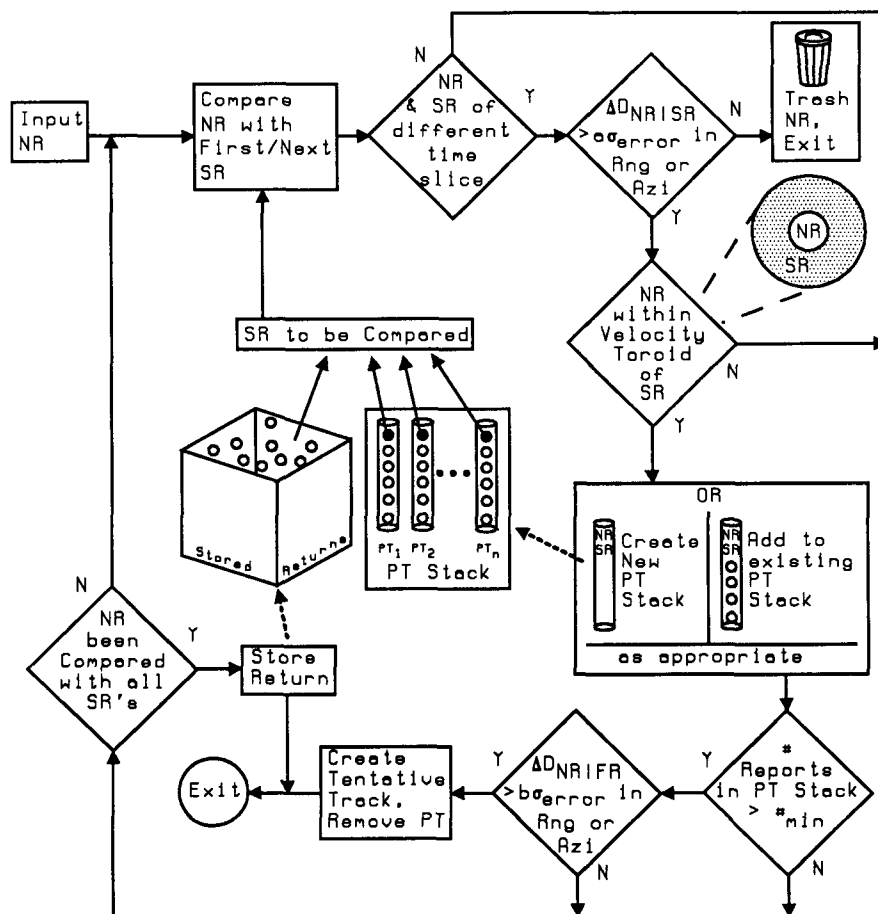 Input
NR
Compare
NR with
First/Next
SR
N
NR
& SR of
different
time
slice
Y
ΔD NR|SR
> aσ error in
Rng or
Azi
N
Y
Trash
NR,
Exit
NR
SR
NR
within
Velocity
Toroid
of
SR
N
Y
SR to be Compared
Stored
Returns
PT1
PT2
PTn
PT Stack
OR
NR
SR
Create
New
PT
Stack
NR
SR
Add to
existing
PT
Stack
as appropriate
N
NR
been
Compared
with all
SR's
Y
Store
Return
Exit
Create
Tentative
Track,
Remove PT
Y
ΔD NR|FR
> bσ error in
Rng or
Azi
N
Y
#
Reports
in PT Stack
> # min
N